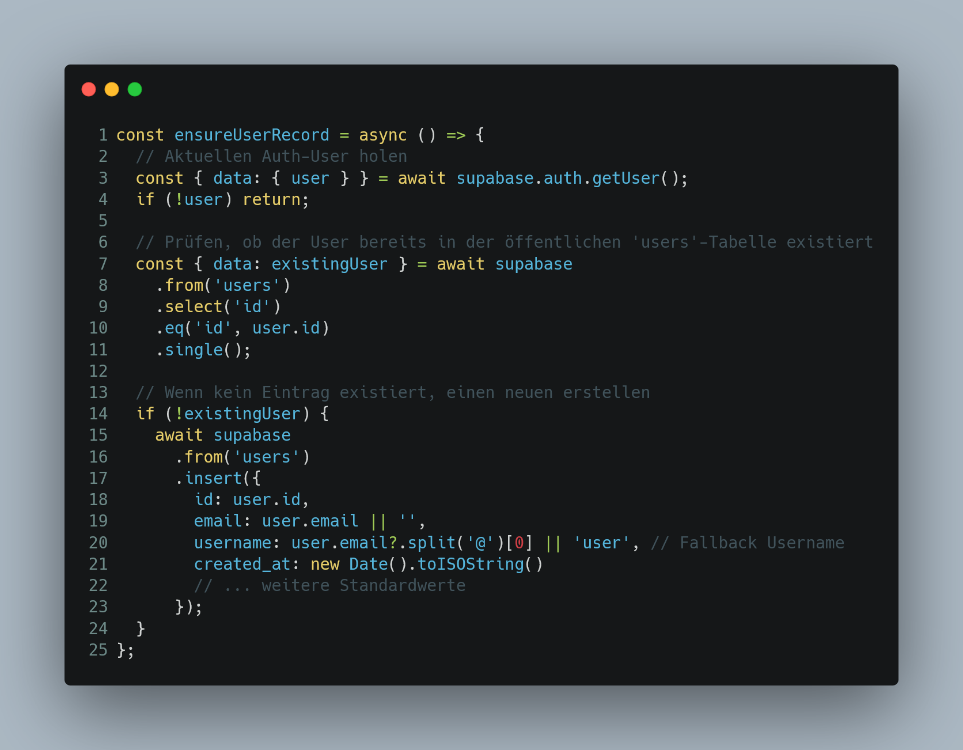 1 const ensureUserRecord = async () => {
2   // Aktuellen Auth-User holen
3   const { data: { user } } = await supabase.auth.getUser();
4   if (!user) return;
5
6   // Prüfen, ob der User bereits in der öffentlichen 'users'-Tabelle existiert
7   const { data: existingUser } = await supabase
8     .from('users')
9     .select('id')
10     .eq('id', user.id)
11     .single();
12
13   // Wenn kein Eintrag existiert, einen neuen erstellen
14   if (!existingUser) {
15     await supabase
16       .from('users')
17       .insert({
18         id: user.id,
19         email: user.email || '',
20         username: user.email?.split('@')[0] || 'user', // Fallback Username
21         created_at: new Date().toISOString()
22         // ... weitere Standardwerte
23       });
24   }
25 };